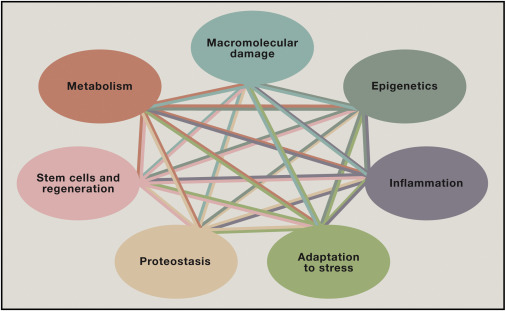 Macromolecular
damage
Metabolism
Epigenetics
Stem cells and
regeneration
Inflammation
Proteostasis
Adaptation
to stress